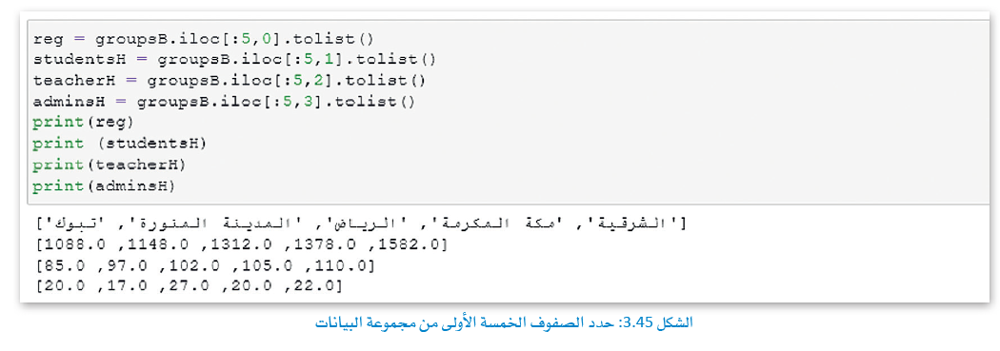 reg = groupsB.iloc[:5,0].tolist()
studentsH = groupsB.iloc[:5,1].tolist()
teacherH = groupsB.iloc[:5,2].tolist()
adminsH = groupsB.iloc[:5,3].tolist()
print(reg)
print (studentsH)
print(teacherH)
print(adminsH)
['الشرقية', 'مكة المكرمة', 'الرياض', 'المدينة المنورة', 'تبوك']
[1088.0 ,1148.0 ,1312.0 ,1378.0 ,1582.0]
[85.0 ,97.0 ,102.0 ,105.0 ,110.0]
[20.0 ,17.0 ,27.0 ,20.0 ,22.0]
الشكل 3.45: حدد الصفوف الخمسة الأولى من مجموعة البيانات